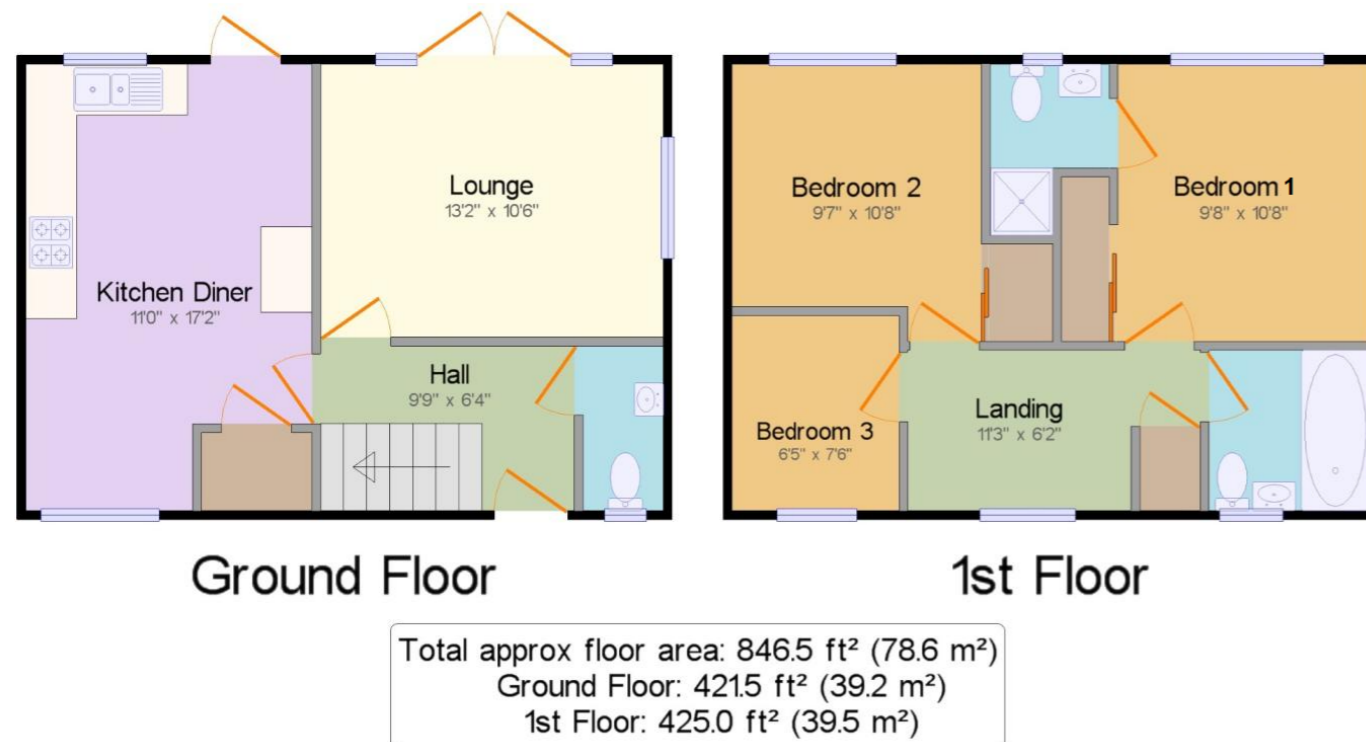 Lounge
13'2" x 10'6"
Kitchen Diner
11'0" x 17'2"
Hall
9'9" x 6'4"
Ground Floor
Bedroom 2
9'7" x 10'8"
Bedroom 1
9'8" x 10'8"
Bedroom 3
6'5" x 7'6"
Landing
11'3" x 6'2"
1st Floor
Total approx floor area: 846.5 ft² (78.6 m²)
Ground Floor: 421.5 ft² (39.2 m²)
1st Floor: 425.0 ft² (39.5 m²)